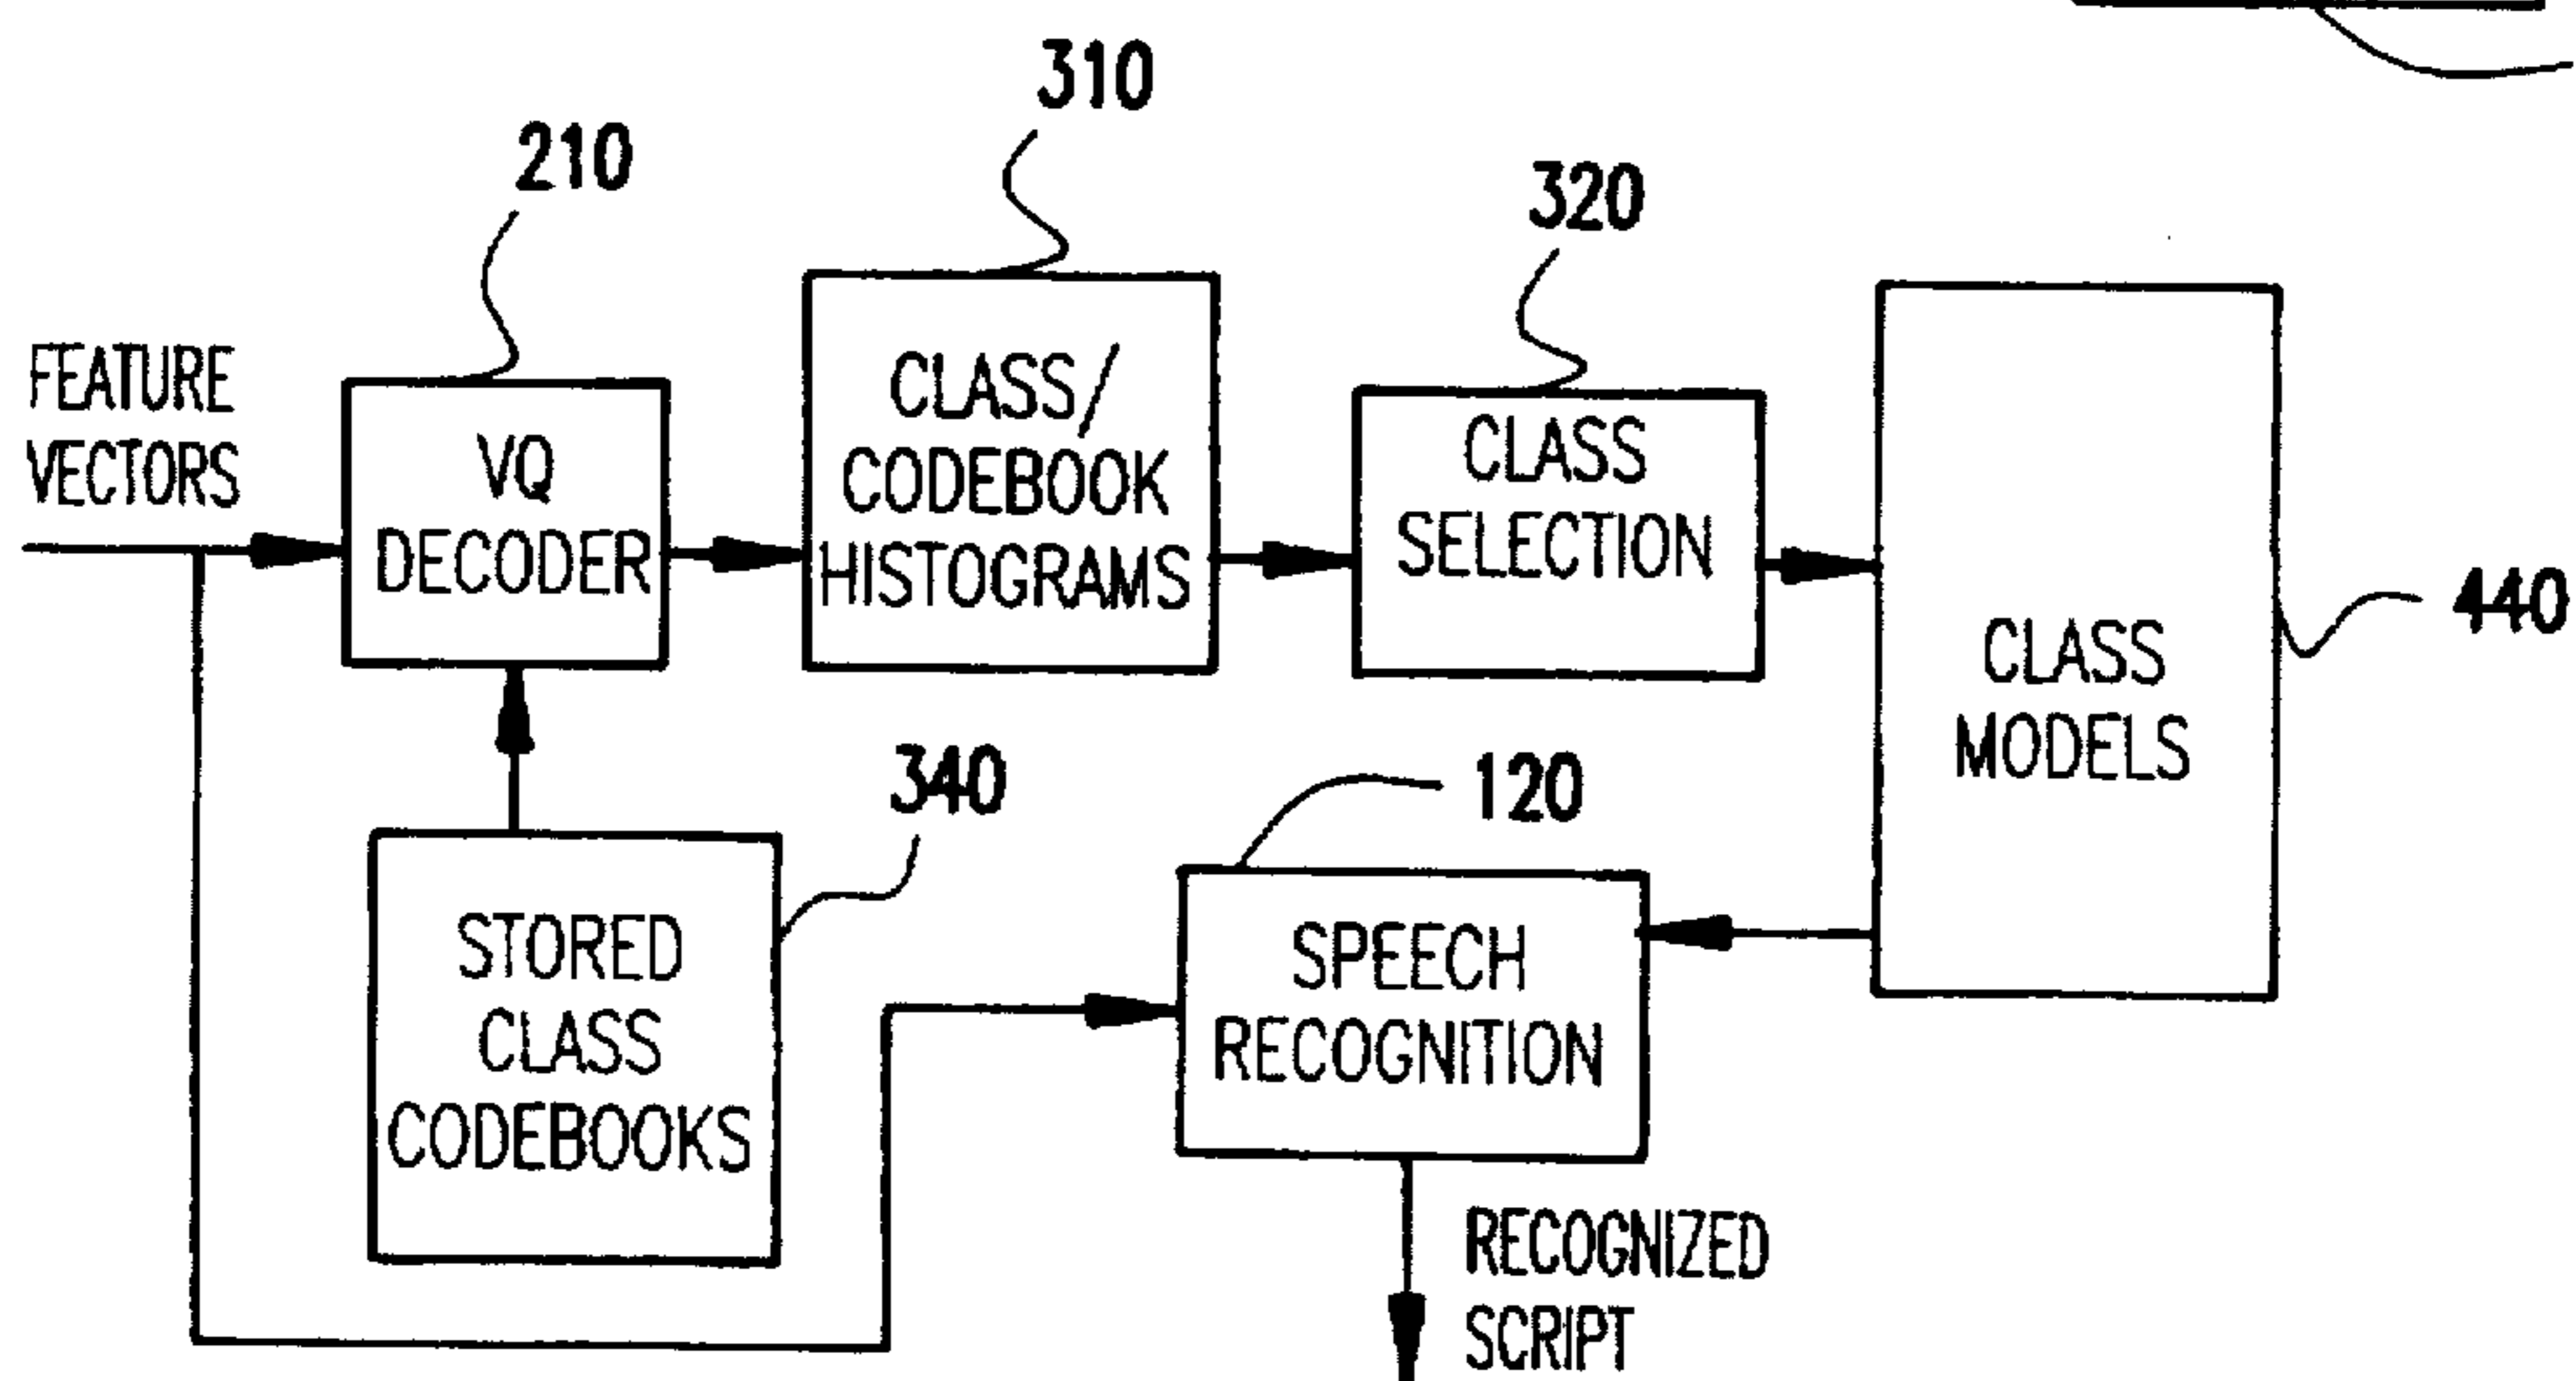 310
210
320
FEATURE
VECTORS
VQ
DECODER
CLASS/
CODEBOOK
HISTOGRAMS
CLASS
SELECTION
CLASS
MODELS
440
340
120
STORED
CLASS
CODEBOOKS
SPEECH
RECOGNITION
RECOGNIZED
SCRIPT